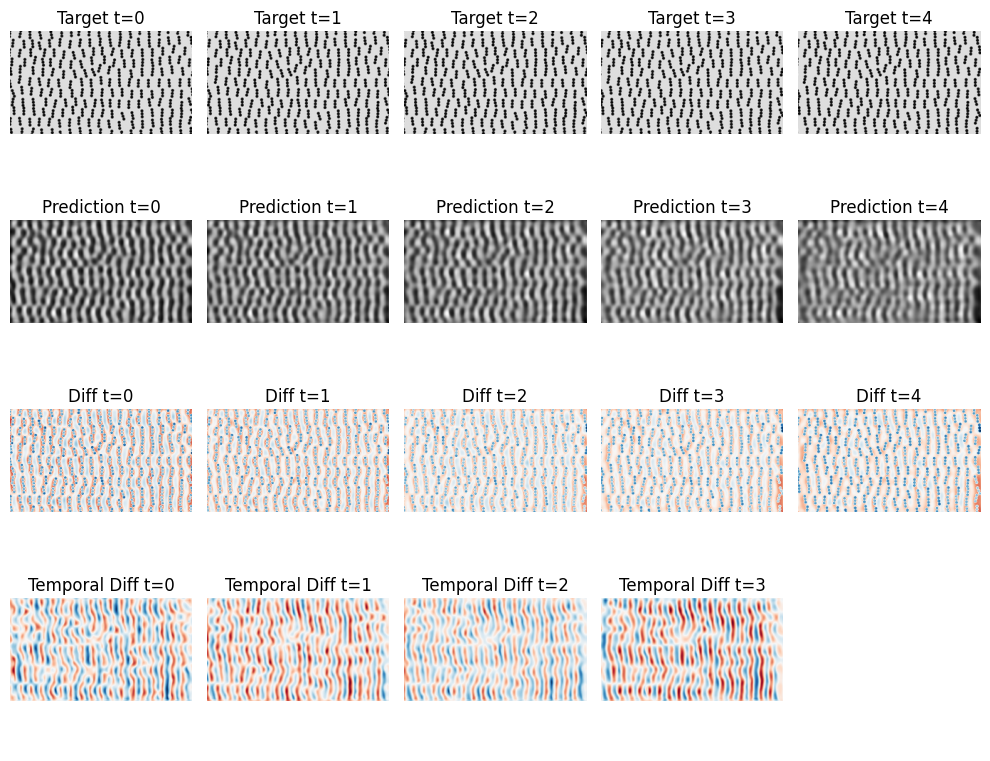 Target t=0 Target t=1 Target t=2 Target t=3 Target t=4
Prediction t=0 Prediction t=1 Prediction t=2 Prediction t=3 Prediction t=4
Diff t=0 Diff t=1 Diff t=2 Diff t=3 Diff t=4
Temporal Diff t=0 Temporal Diff t=1 Temporal Diff t=2 Temporal Diff t=3